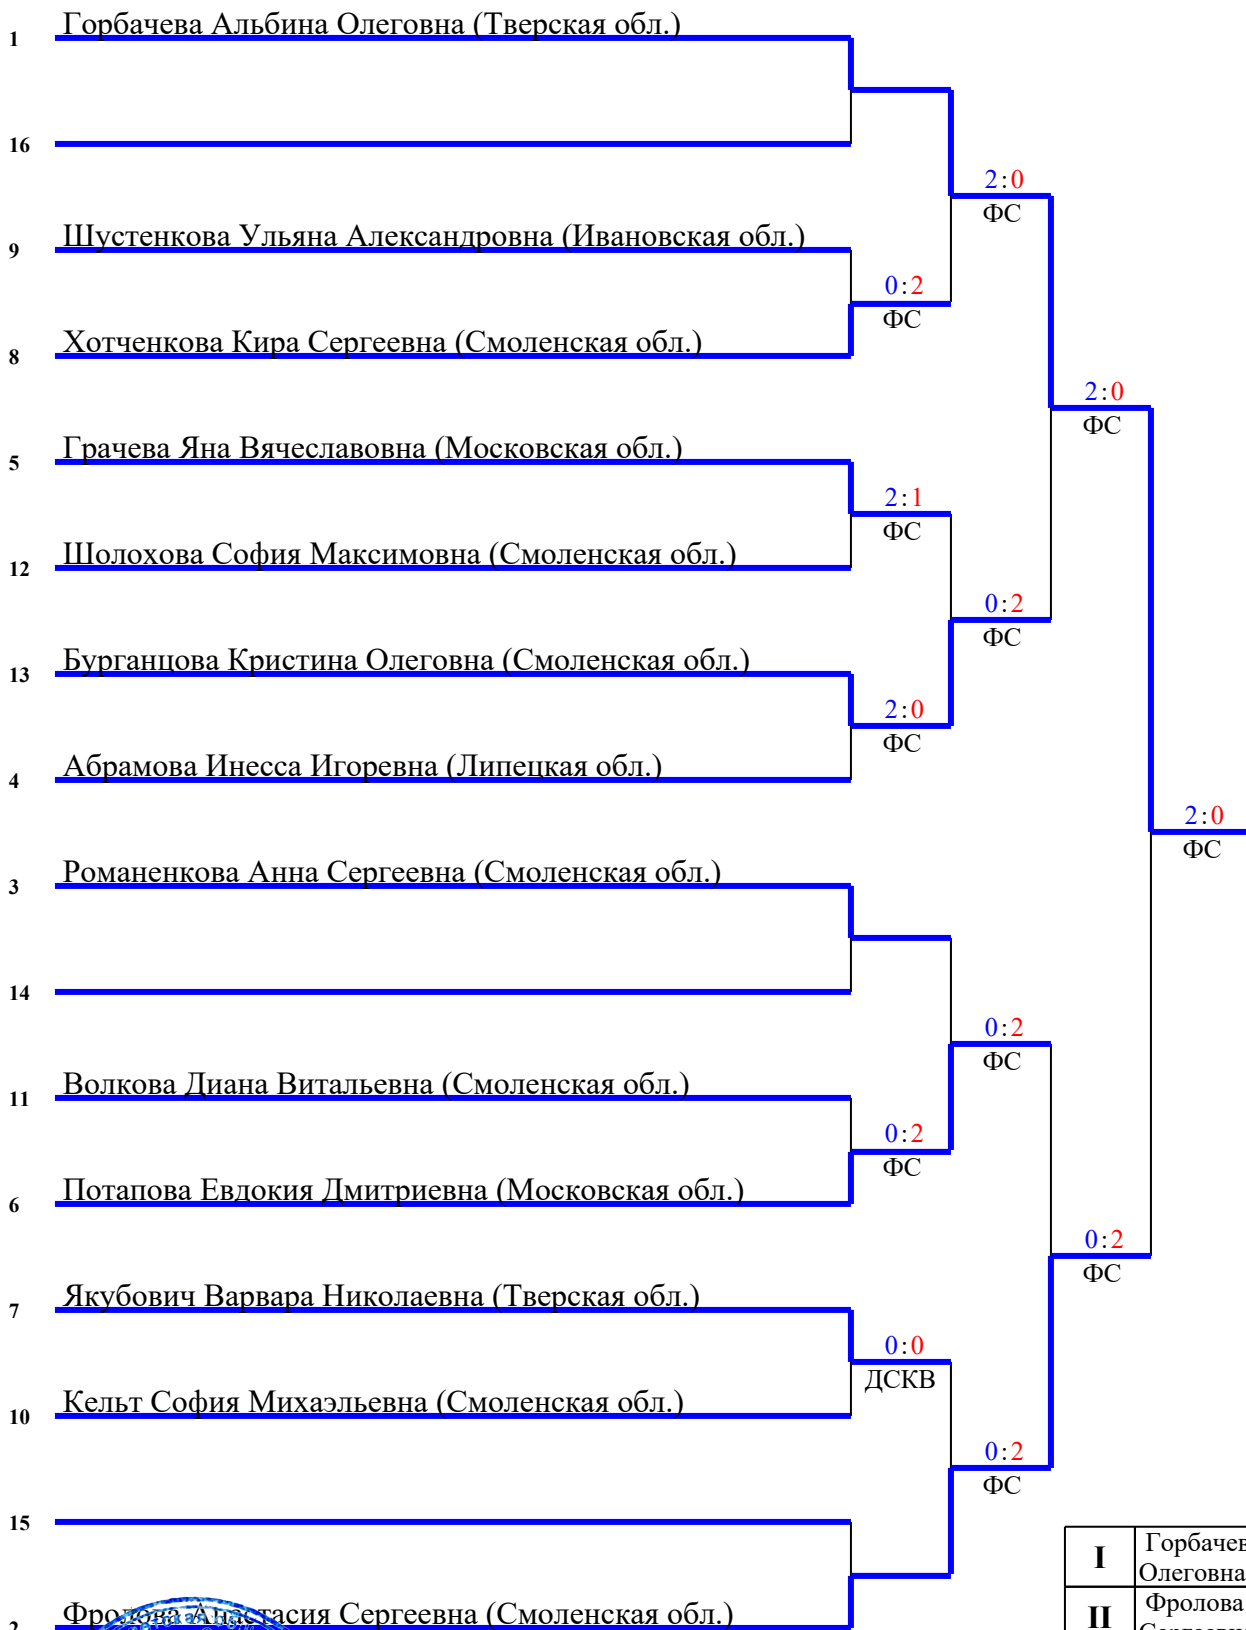 1 Горбачева Альбина Олеговна (Тверская обл.)
16
2:0
ФС
9 Шустенкова Ульяна Александровна (Ивановская обл.)
0:2
ФС
8 Хотченкова Кира Сергеевна (Смоленская обл.)
2:0
ФС
5 Грачева Яна Вячеславовна (Московская обл.)
2:1
ФС
12 Шолохова София Максимовна (Смоленская обл.)
0:2
ФС
13 Бурганцова Кристина Олеговна (Смоленская обл.)
2:0
ФС
4 Абрамова Инесса Игоревна (Липецкая обл.)
2:0
ФС
3 Романенкова Анна Сергеевна (Смоленская обл.)
14
0:2
ФС
11 Волкова Диана Витальевна (Смоленская обл.)
0:2
ФС
6 Потапова Евдокия Дмитриевна (Московская обл.)
0:2
ФС
7 Якубович Варвара Николаевна (Тверская обл.)
0:0
ДСКВ
10 Кельт София Михаэльевна (Смоленская обл.)
0:2
ФС
15
2 Фролова Анастасия Сергеевна (Смоленская обл.)
I Горбачев
Олеговна
II Фролова